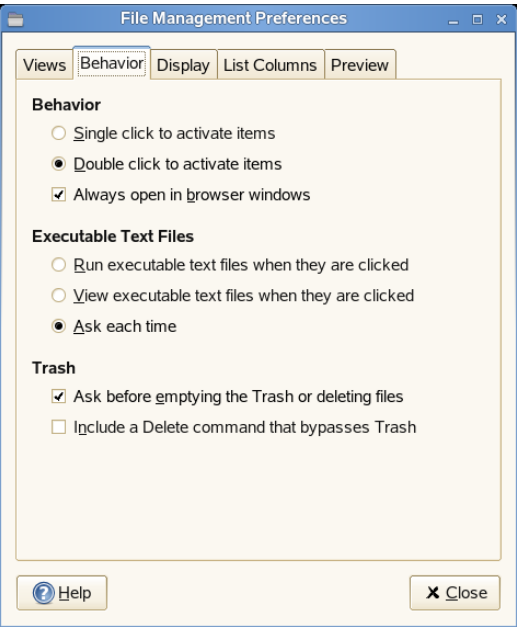 File Management Preferences
Views Behavior Display List Columns Preview
Behavior
Single click to activate items
Double click to activate items
Always open in browser windows
Executable Text Files
Run executable text files when they are clicked
View executable text files when they are clicked
Ask each time
Trash
Ask before emptying the Trash or deleting files
Include a Delete command that bypasses Trash
Help Close